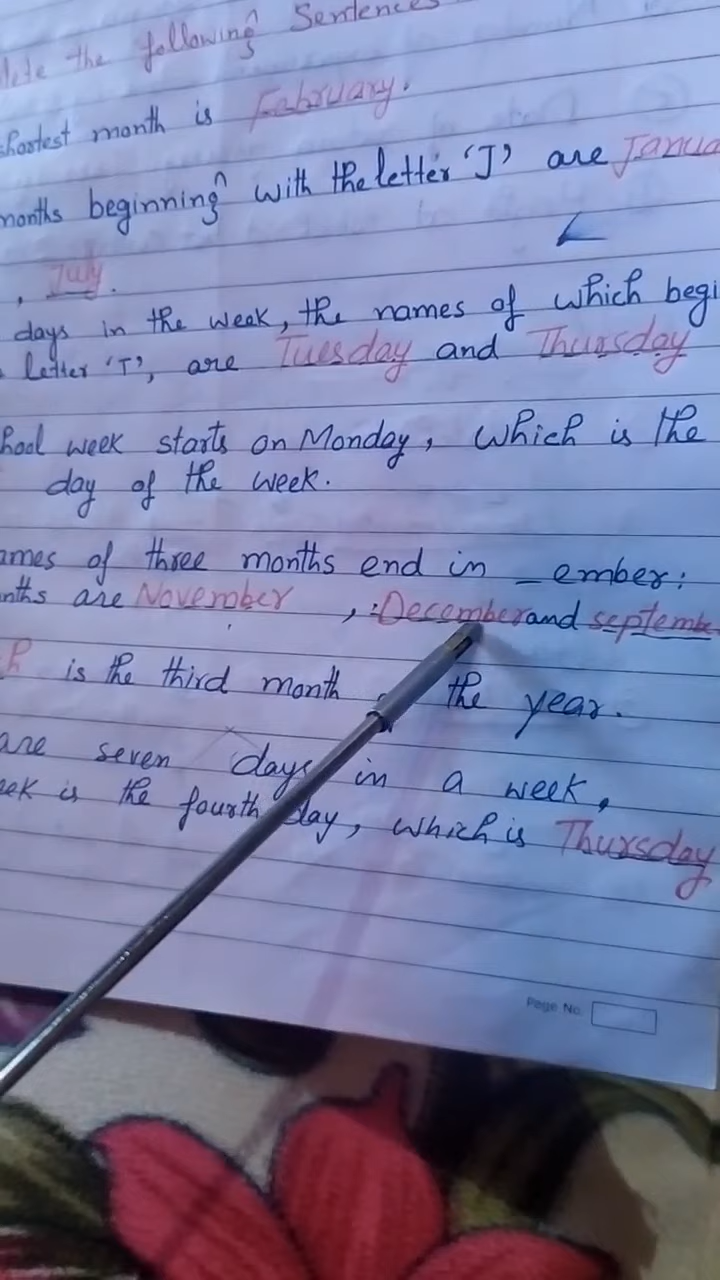 lete the following Sentences
shortest month is February.
months beginning with the letter 'J' are Janua
, July.
days in the week, the names of which begi
letter 'T', are Tuesday and Thursday
hool week starts on Monday, which is the
day of the week.
ames of three months end in _ ember:
nths are November , :December and septembe
h is the third month the year.
are seven days in a week,
eek is the fourth day, which is Thursday
Page No.